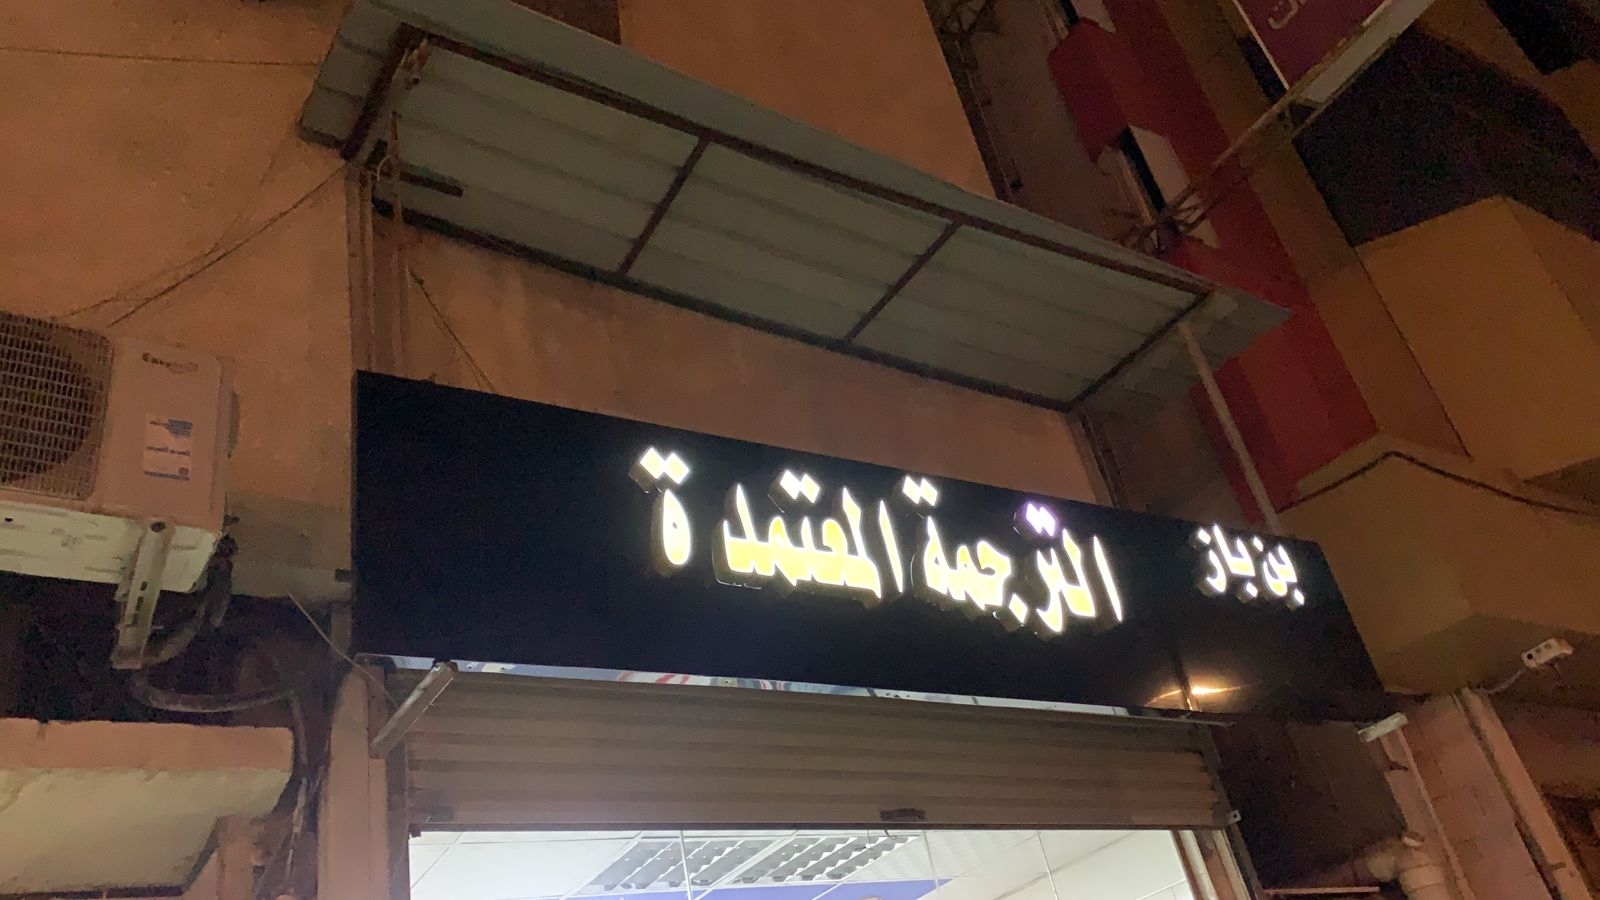 بن باز الترجمة المعتمدة